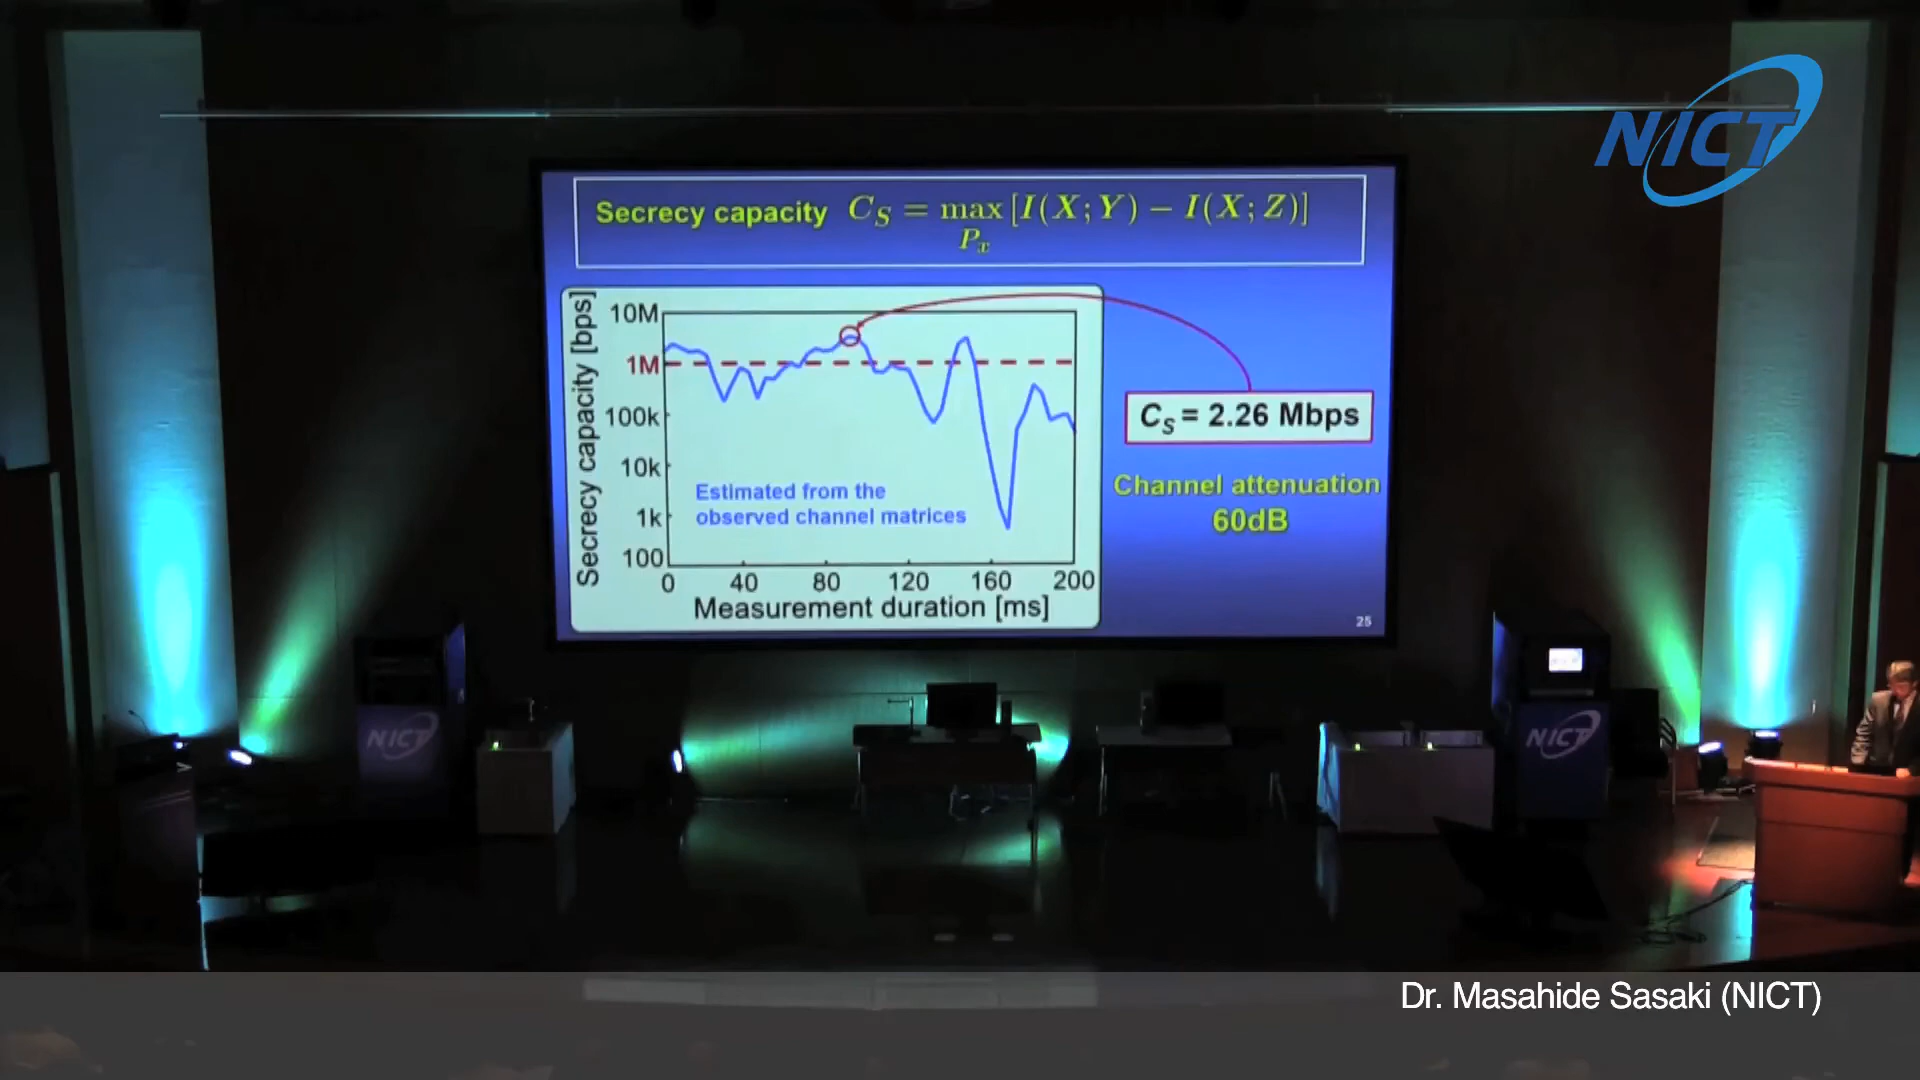 NICT
Secrecy capacity C_S = max [I(X;Y) − I(X;Z)]
P_x
Secrecy capacity [bps]
10M
1M
100k
10k
1k
100
Estimated from the
observed channel matrices
0 40 80 120 160 200
Measurement duration [ms]
C_S = 2.26 Mbps
Channel attenuation
60dB
25
NICT
NICT
Dr. Masahide Sasaki (NICT)